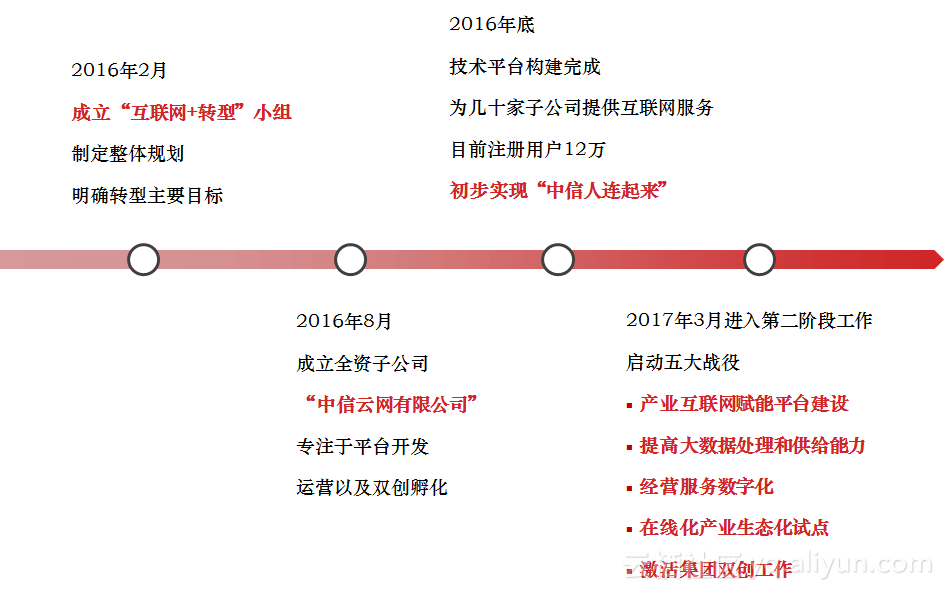 2016年2月
成立“互联网+转型”小组
制定整体规划
明确转型主要目标
2016年底
技术平台构建完成
为几十家子公司提供互联网服务
目前注册用户12万
初步实现“中信人连起来”
2016年8月
成立全资子公司
“中信云网有限公司”
专注于平台开发
运营以及双创孵化
2017年3月进入第二阶段工作
启动五大战役
▪ 产业互联网赋能平台建设
▪ 提高大数据处理和供给能力
▪ 经营服务数字化
▪ 在线化产业生态化试点
▪ 激活集团双创工作
云栖社区 yq.aliyun.com